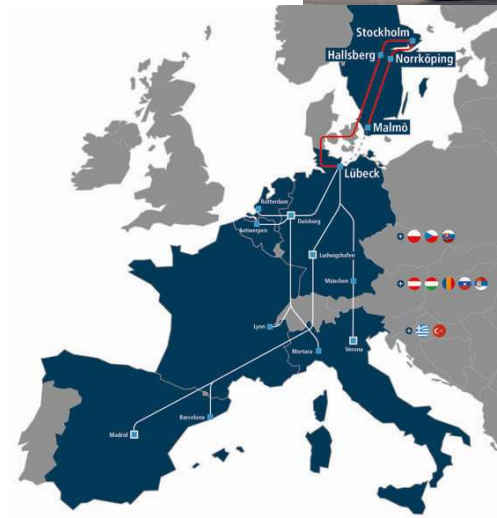 Stockholm
Hallsberg
Norrköping
Malmö
Lübeck
Rotterdam
Duisburg
Antwerpen
Ludwigshafen
München
Lyon
Mortara
Verona
Barcelona
Madrid